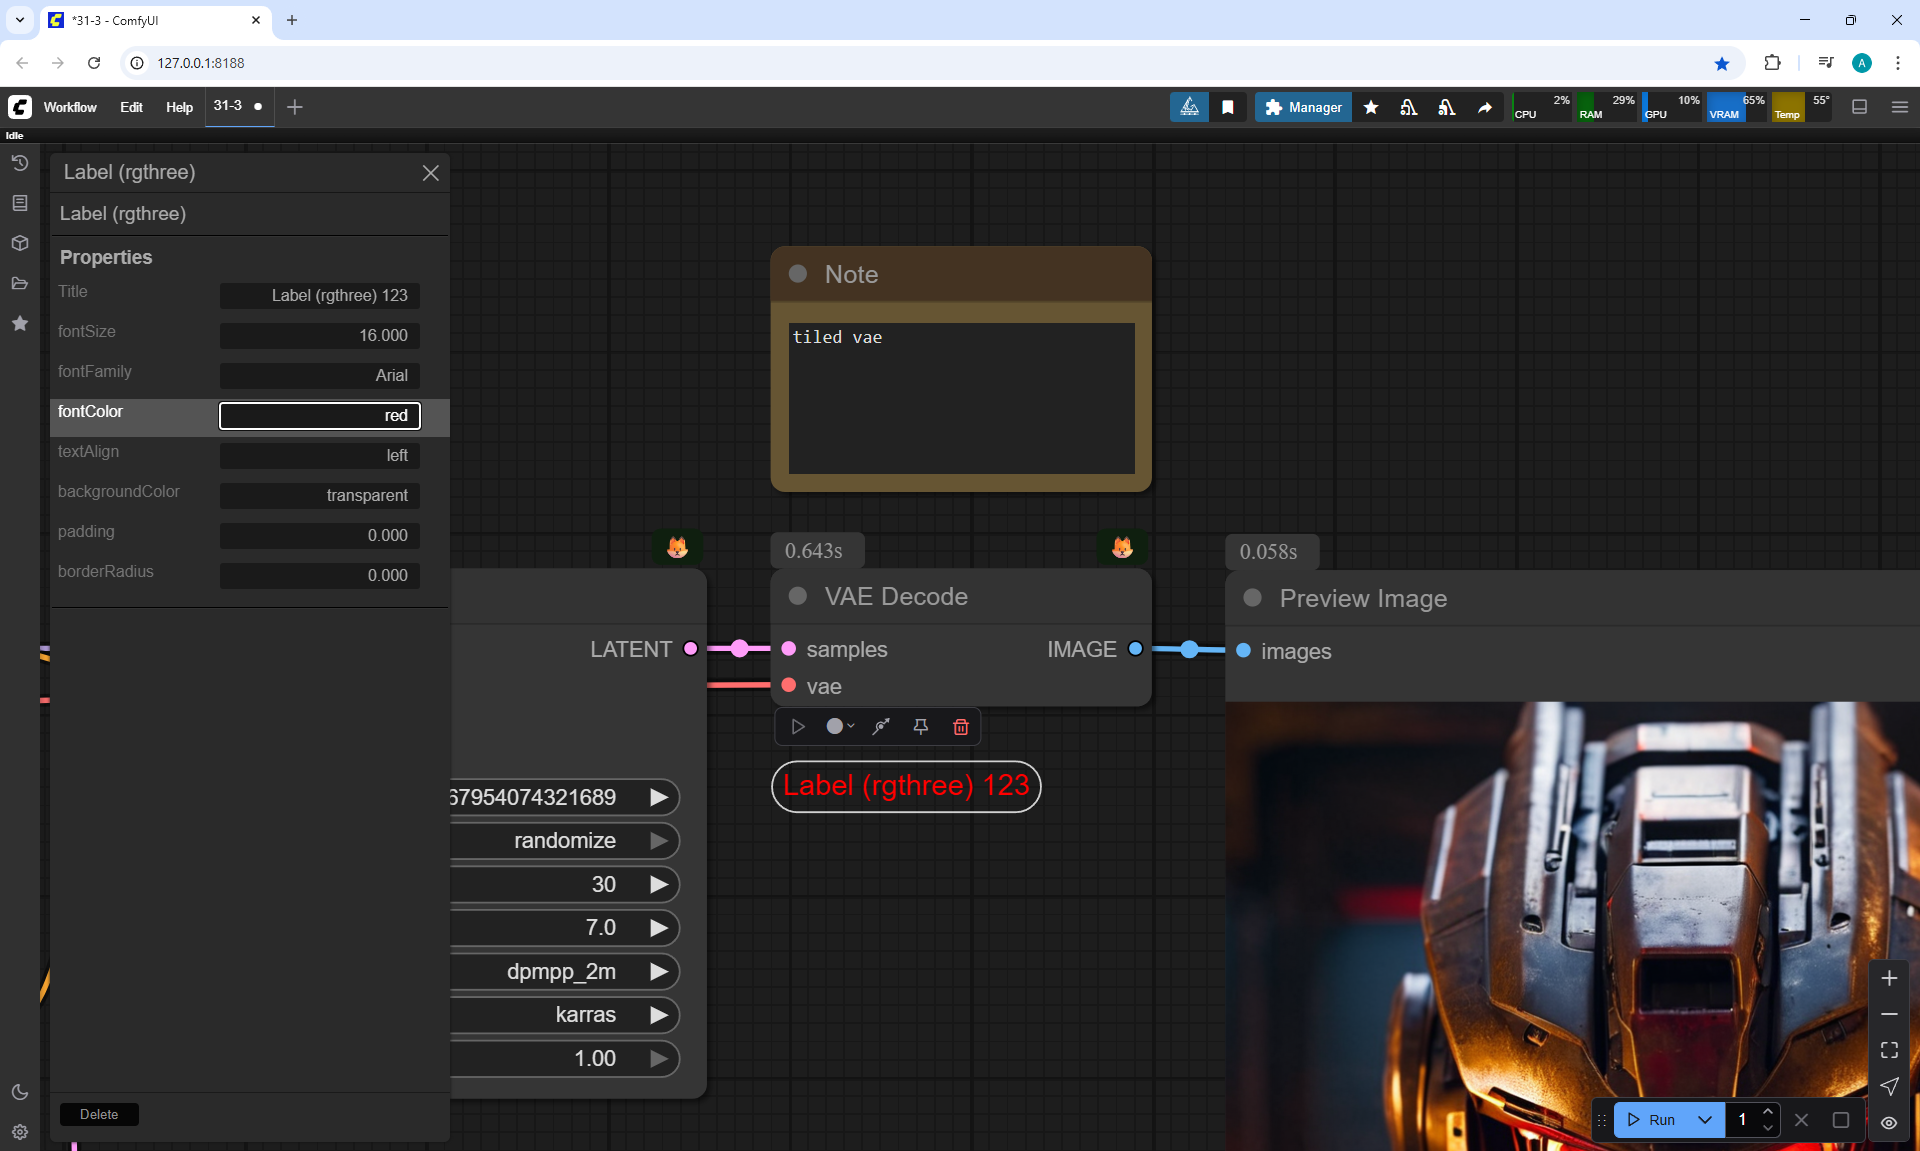 *31-3 - ComfyUI
127.0.0.1:8188
A
Workflow
Edit
Help
31-3
Manager
CPU 2%
RAM 29%
GPU 10%
VRAM 65%
Temp 55°
Idle
Label (rgthree)
Label (rgthree)
Properties
Title Label (rgthree) 123
fontSize 16.000
fontFamily Arial
fontColor red
textAlign left
backgroundColor transparent
padding 0.000
borderRadius 0.000
Delete
Note
tiled vae
0.643s
VAE Decode
samples IMAGE
vae
LATENT
Label (rgthree) 123
0.058s
Preview Image
images
67954074321689
randomize
30
7.0
dpmpp_2m
karras
1.00
Run 1